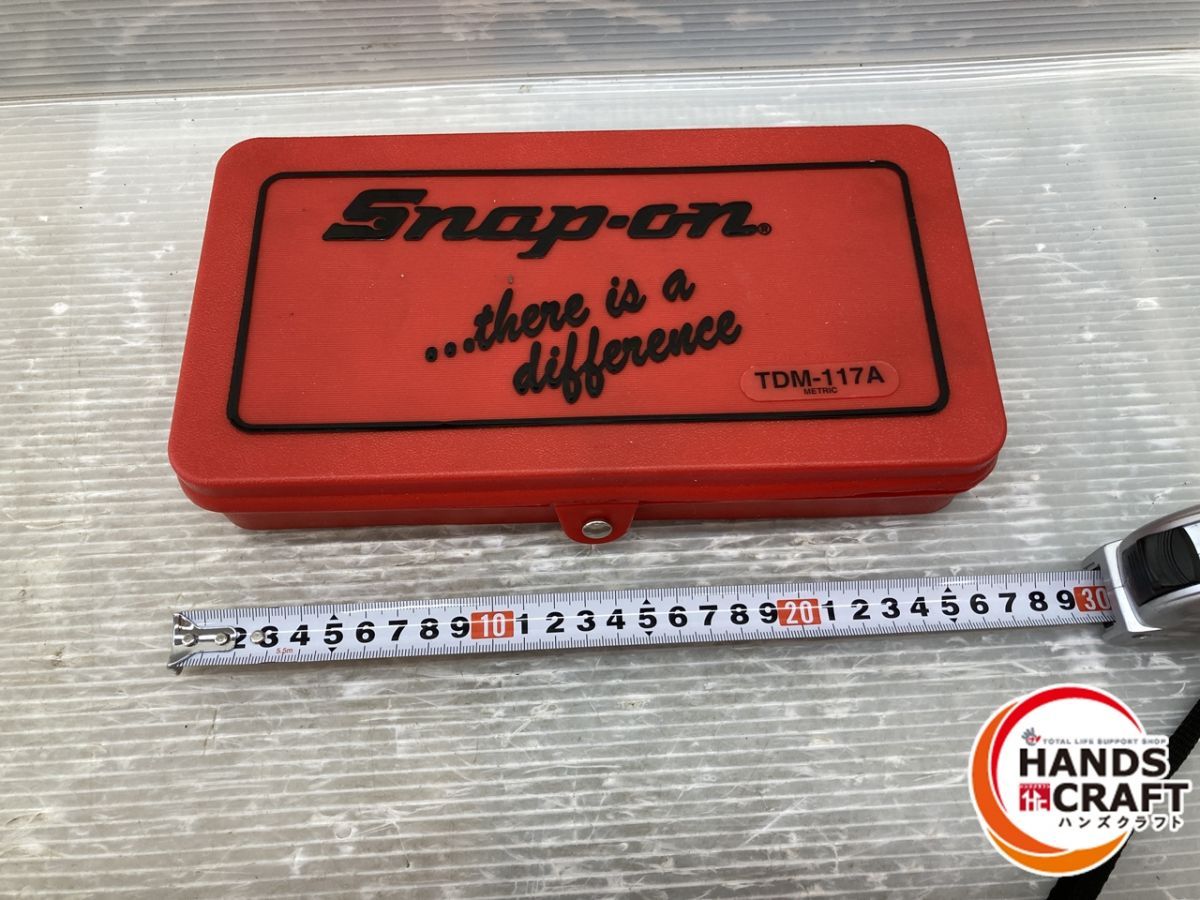 Snap-on®
...there is a
difference
TDM-117A
METRIC
2 3 4 5 6 7 8 9 10 1 2 3 4 5 6 7 8 9 20 1 2 3 4 5 6 7 8 9 30
5.5m
TOTAL LIFE SUPPORT SHOP
HANDS
CRAFT
ハンズクラフト